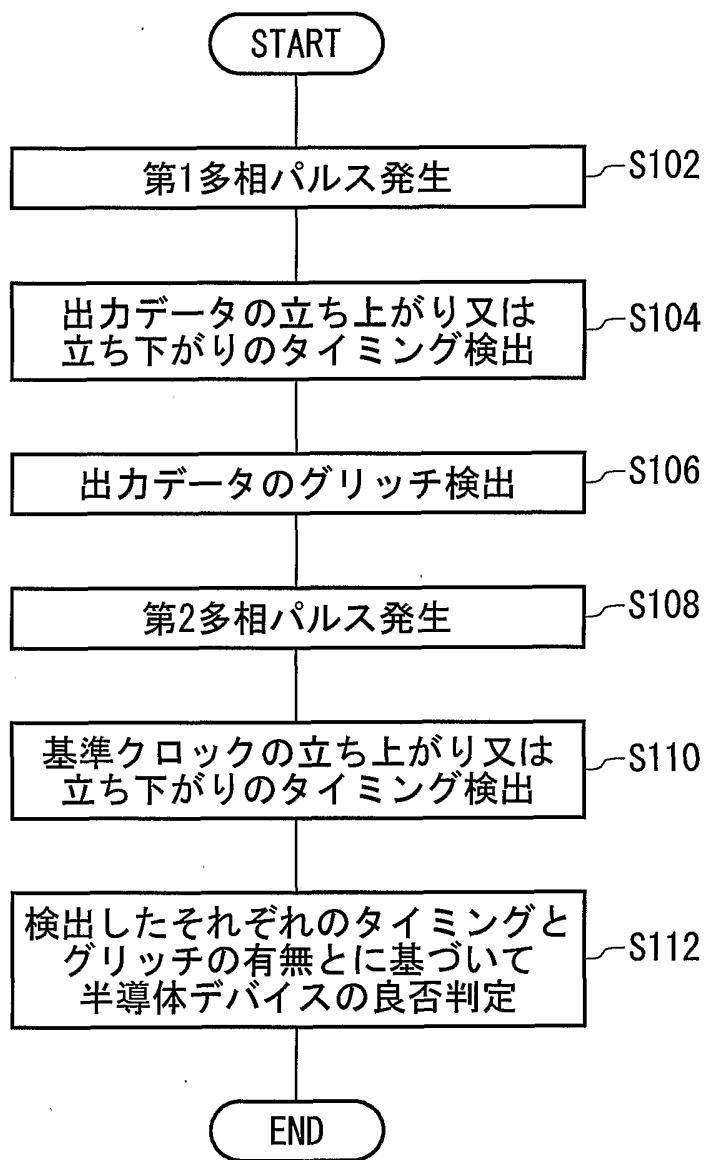 START
第1多相パルス発生
S102
出力データの立ち上がり又は
立ち下がりのタイミング検出
S104
出力データのグリッチ検出
S106
第2多相パルス発生
S108
基準クロックの立ち上がり又は
立ち下がりのタイミング検出
S110
検出したそれぞれのタイミングと
グリッチの有無とに基づいて
半導体デバイスの良否判定
S112
END